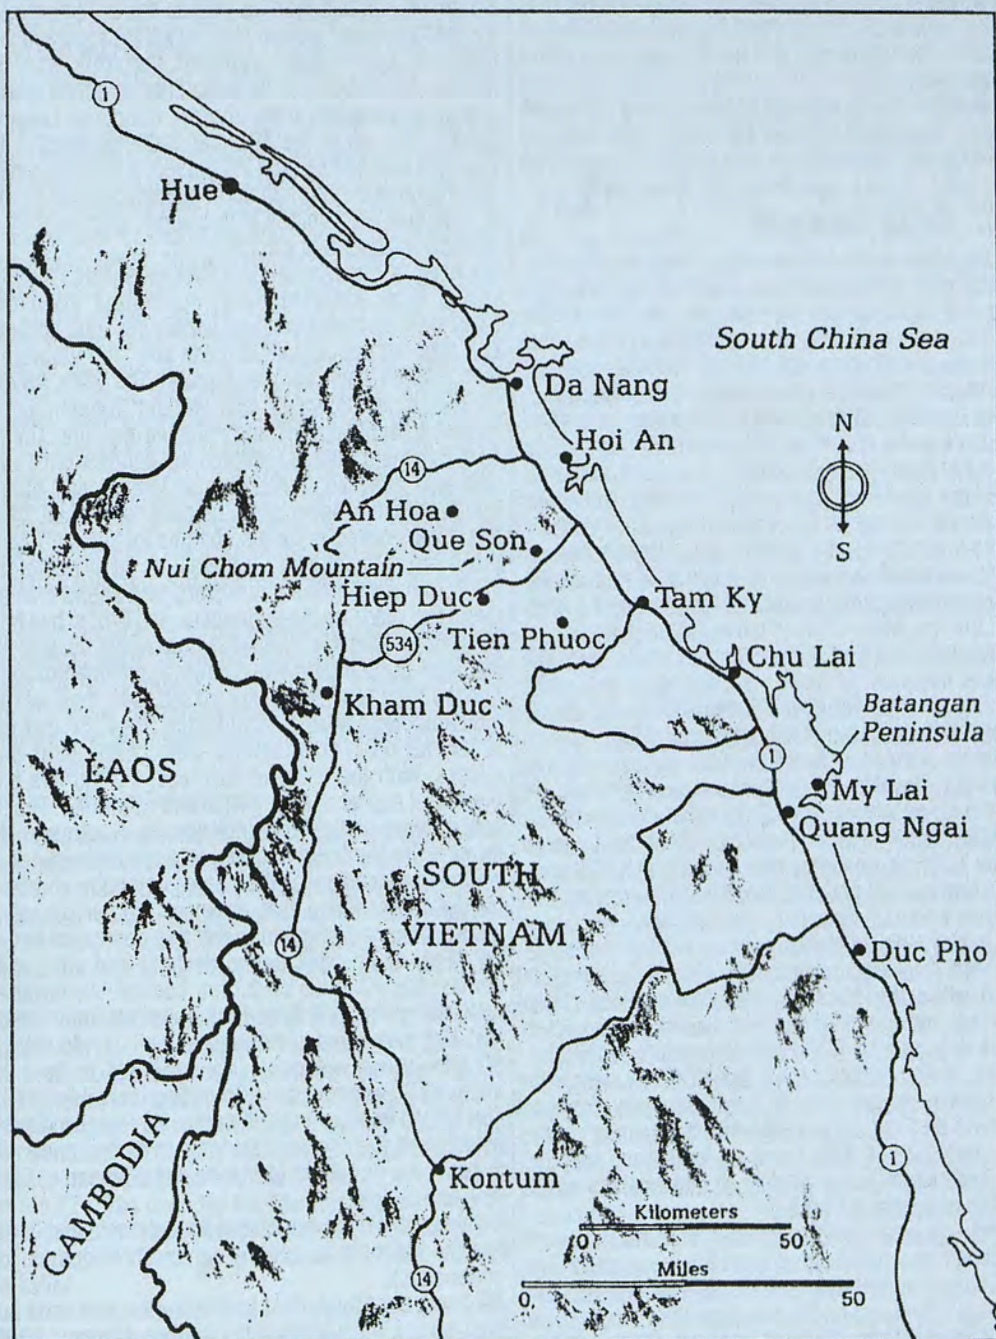 1
Hue
South China Sea
Da Nang
N
Hoi An
14
S
An Hoa
Que Son
Nui Chom Mountain
Hiep Duc
Tam Ky
Tien Phuoc
534
Chu Lai
Kham Duc
Batangan
Peninsula
LAOS
1
My Lai
Quang Ngai
SOUTH
VIETNAM
14
Duc Pho
CAMBODIA
1
Kontum
Kilometers
0 50
14
Miles
0 50